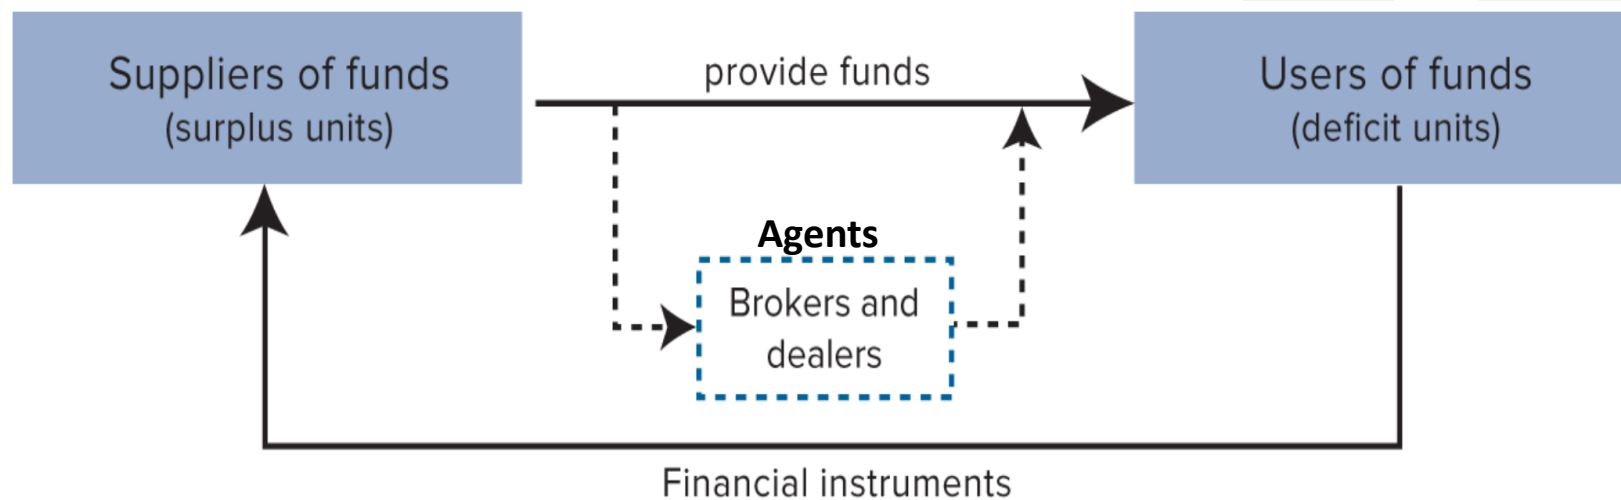 Suppliers of funds
(surplus units)
provide funds
Users of funds
(deficit units)
Agents
Brokers and
dealers
Financial instruments